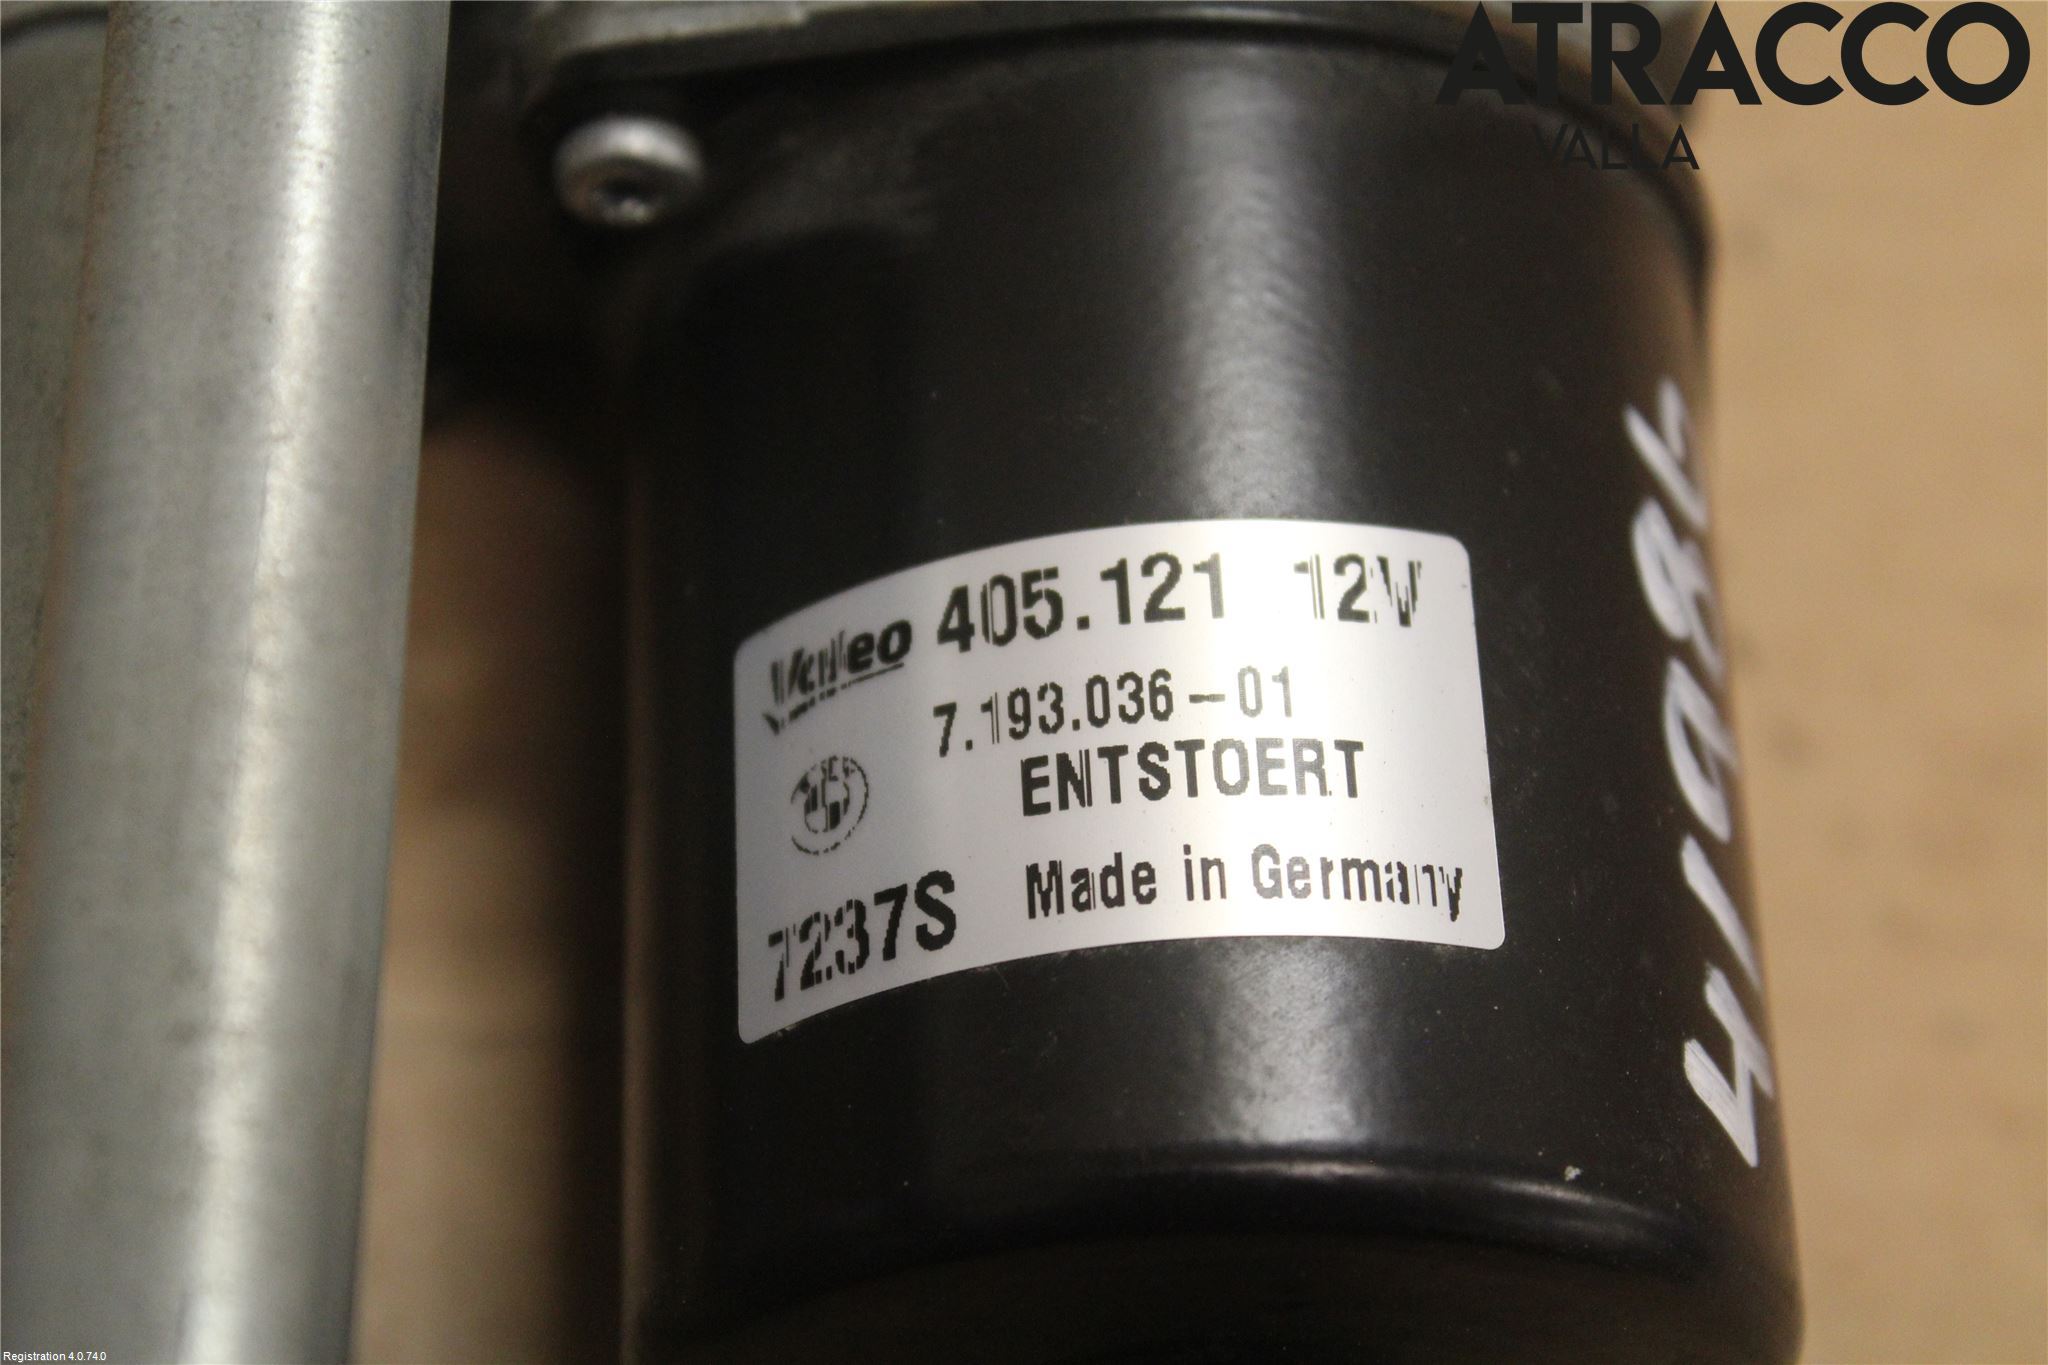 ATRACCO
VALLA
Valeo 405.121 12V
7.193.036-01
ENTSTOERT
7237S Made in Germany
Registration 4.0.74.0